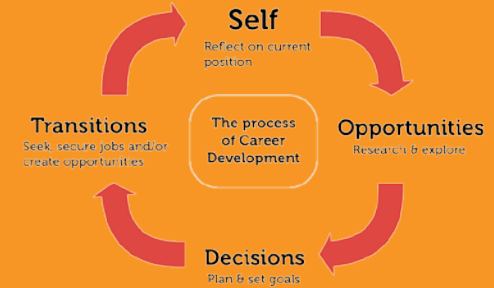 Self
Reflect on current
position
Opportunities
Research & explore
Decisions
Plan & set goals
Transitions
Seek, secure jobs and/or
create opportunities
The process
of Career
Development